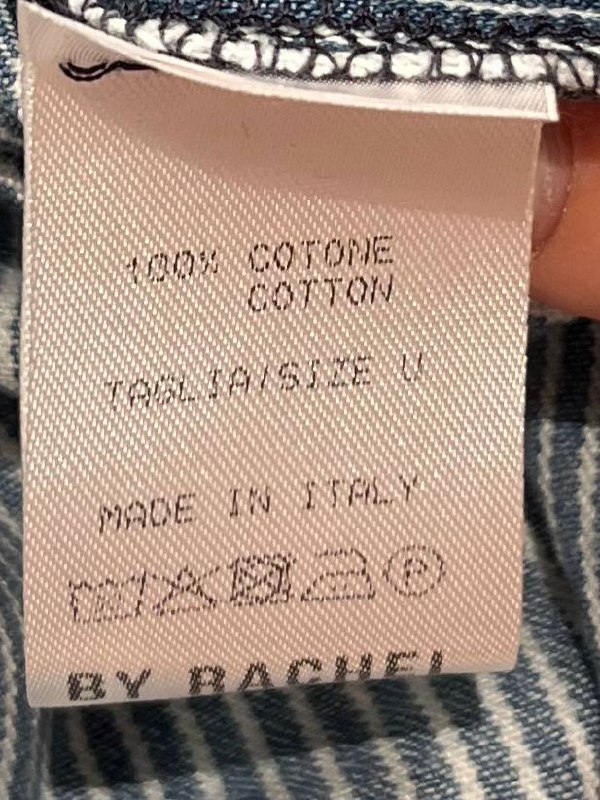 100% COTONE
COTTON
TAGLIA/SIZE U
MADE IN ITALY
P
BY RACHEL